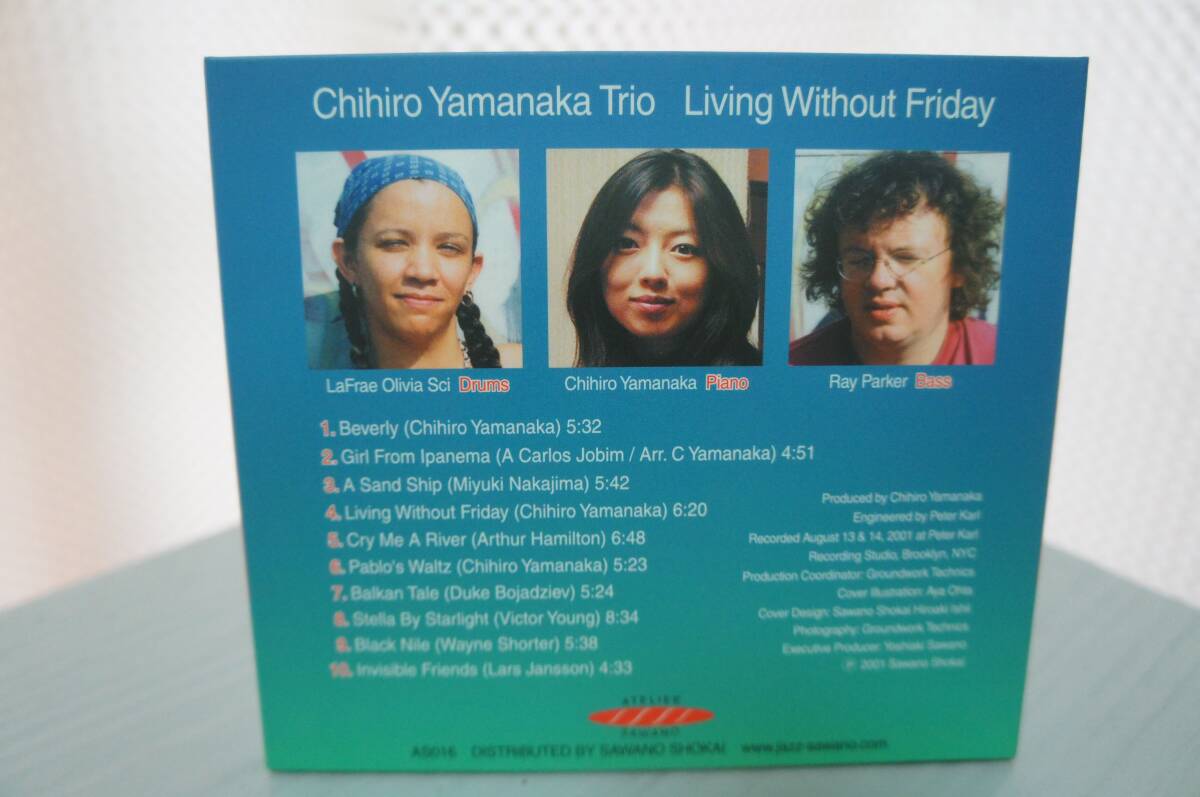 Chihiro Yamanaka Trio Living Without Friday
LaFrae Olivia Sci Drums
Chihiro Yamanaka Piano
Ray Parker Bass
1. Beverly (Chihiro Yamanaka) 5:32
2. Girl From Ipanema (A Carlos Jobim / Arr. C Yamanaka) 4:51
3. A Sand Ship (Miyuki Nakajima) 5:42
4. Living Without Friday (Chihiro Yamanaka) 6:20
5. Cry Me A River (Arthur Hamilton) 6:48
6. Pablo's Waltz (Chihiro Yamanaka) 5:23
7. Balkan Tale (Duke Bojadziev) 5:24
8. Stella By Starlight (Victor Young) 8:34
9. Black Nile (Wayne Shorter) 5:38
10. Invisible Friends (Lars Jansson) 4:33
Produced by Chihiro Yamanaka
Engineered by Peter Karl
Recorded August 13 & 14, 2001 at Peter Karl
Recording Studio, Brooklyn, NYC
Production Coordinator: Groundwork Technics
Cover Illustration: Aya Ohta
Cover Design: Sawano Shokai Hiroaki Ishii
Photography: Groundwork Technics
Executive Producer: Yoshiaki Sawano
Ⓟ 2001 Sawano Shokai
ATELIER
SAWANO
AS016 DISTRIBUTED BY SAWANO SHOKAI www.jazz-sawano.com